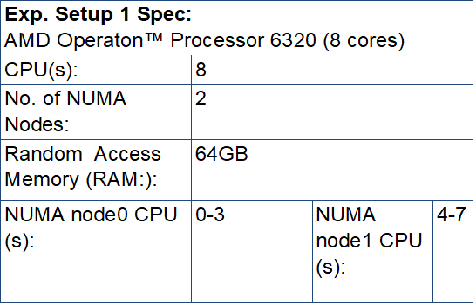 Exp. Setup 1 Spec:
AMD Operaton™ Processor 6320 (8 cores)
CPU(s): 8
No. of NUMA 2
Nodes:
Random Access 64GB
Memory (RAM:):
NUMA node0 CPU 0-3 NUMA 4-7
(s): node1 CPU
(s):